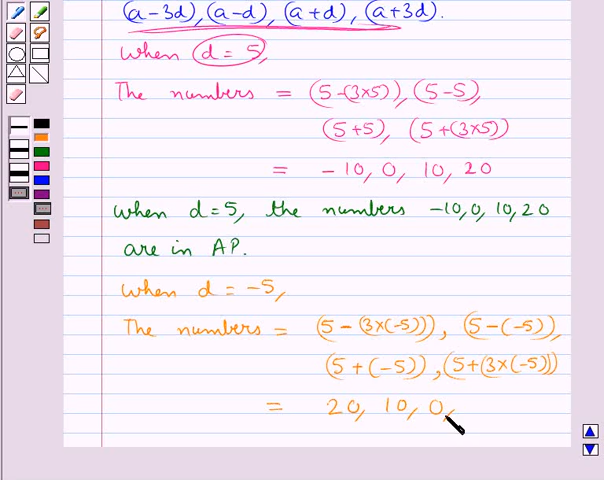 (a-3d), (a-d), (a+d), (a+3d).
When d = 5,
The numbers = (5-(3×5)), (5-5),
(5+5), (5+(3×5))
= -10, 0, 10, 20
When d=5, the numbers -10, 0, 10, 20
are in AP.
When d = -5,
The numbers = (5-(3×(-5))), (5-(-5)),
(5+(-5)), (5+(3×(-5)))
= 20, 10, 0,